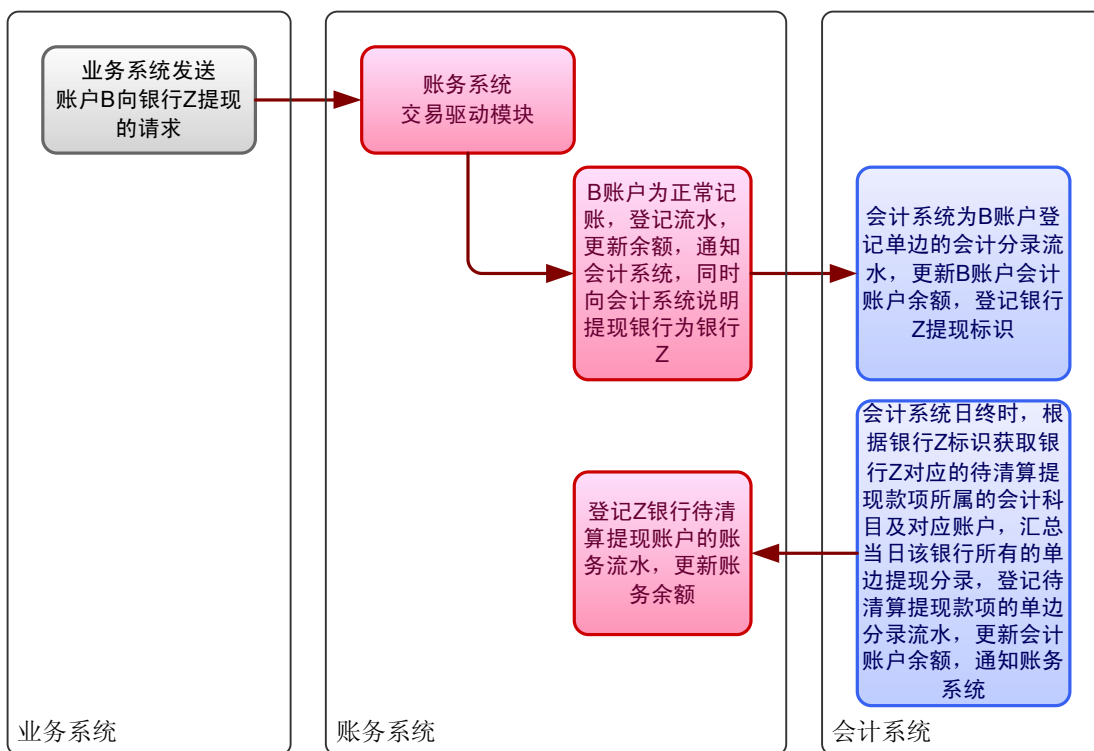 业务系统发送
账户B向银行Z提现
的请求
账务系统
交易驱动模块
B账户为正常记
账，登记流水，
更新余额，通知
会计系统，同时
向会计系统说明
提现银行为银行
Z
会计系统为B账户登
记单边的会计分录流
水，更新B账户会计
账户余额，登记银行
Z提现标识
会计系统日终时，根
据银行Z标识获取银
行Z对应的待清算提
现款项所属的会计科
目及对应账户，汇总
当日该银行所有的单
边提现分录，登记待
清算提现款项的单边
分录流水，更新会计
账户余额，通知账务
系统
登记Z银行待清
算提现账户的账
务流水，更新账
务余额
业务系统
账务系统
会计系统